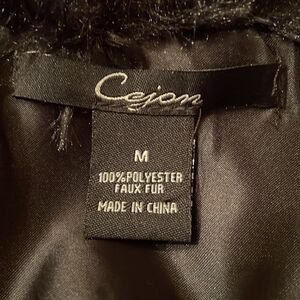 Cejon
M
100%POLYESTER
FAUX FUR
MADE IN CHINA